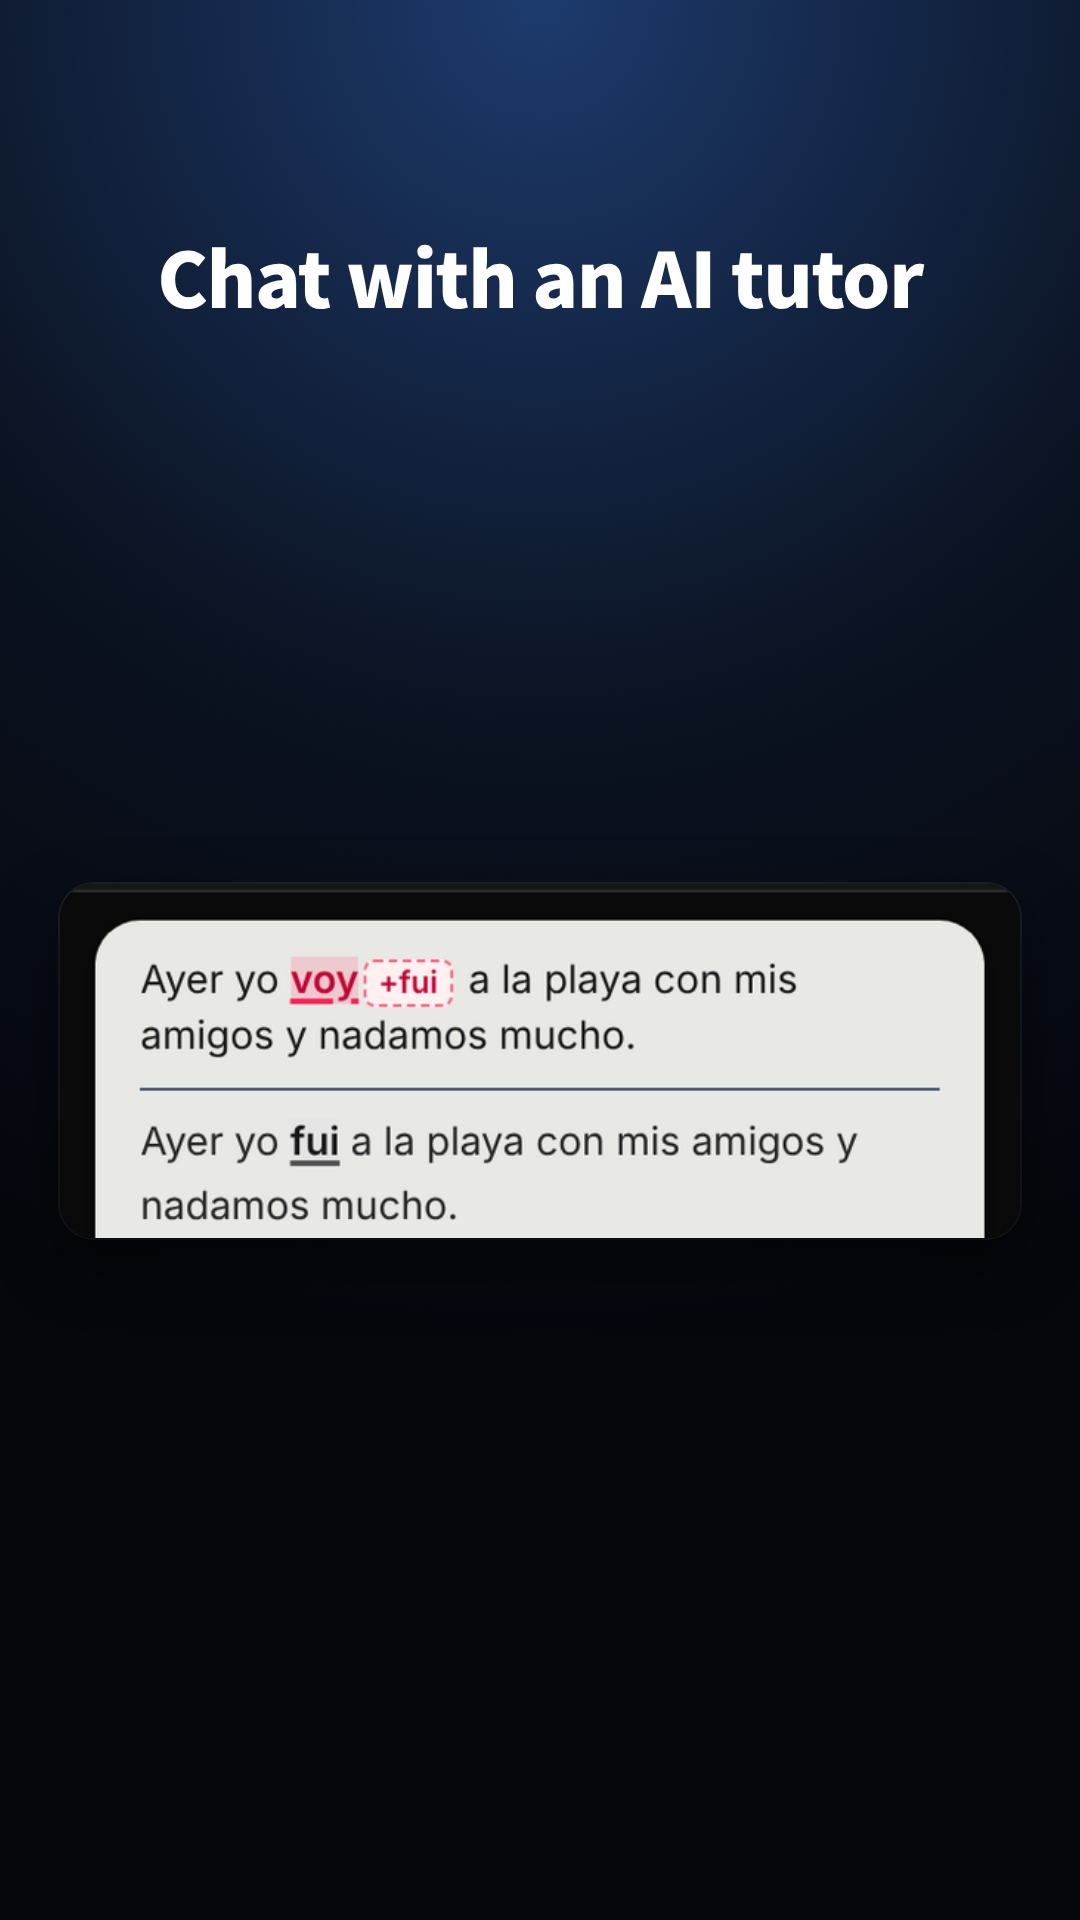 Chat with an AI tutor
Ayer yo voy +fui a la playa con mis
amigos y nadamos mucho.
Ayer yo fui a la playa con mis amigos y
nadamos mucho.